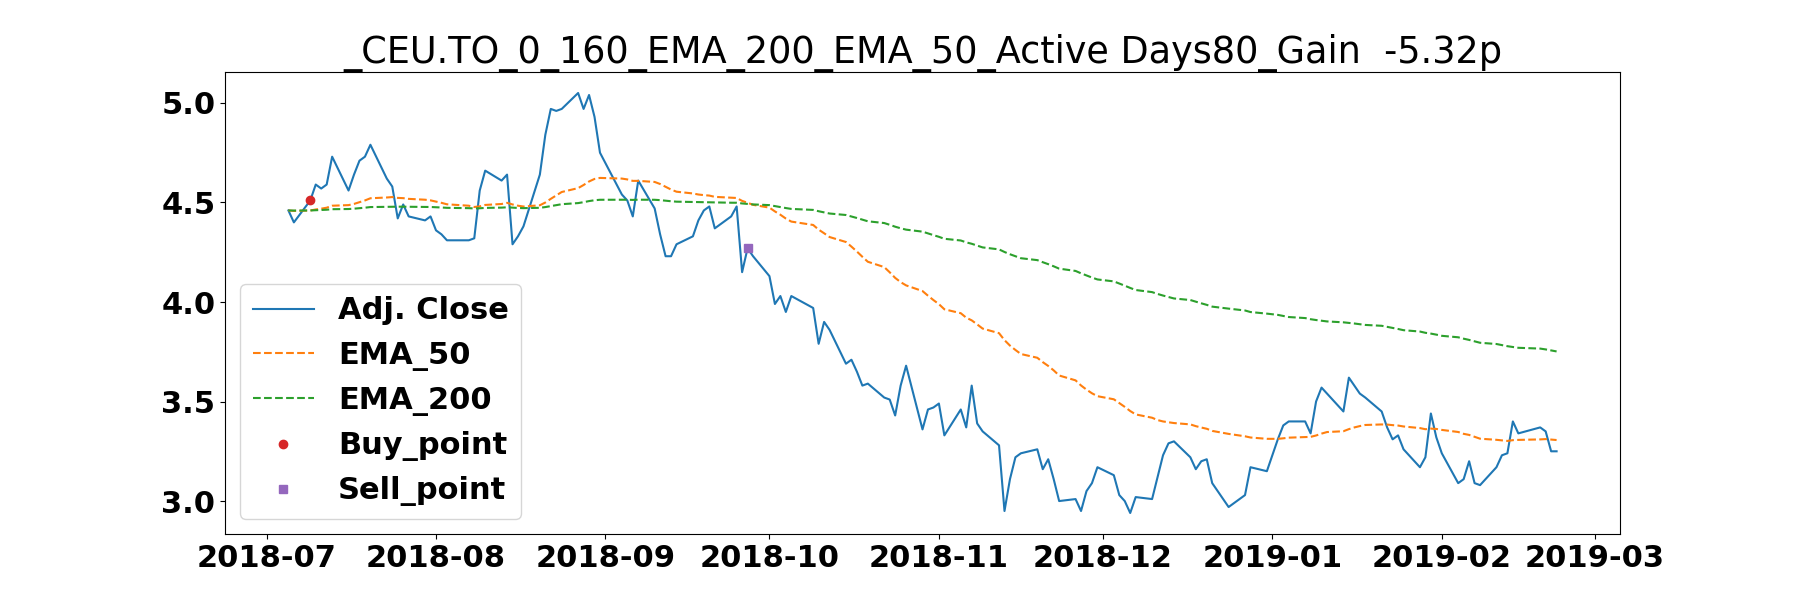 _CEU.TO_0_160_EMA_200_EMA_50_Active Days80_Gain  -5.32p
5.0
4.5
4.0
3.5
3.0
Adj. Close
EMA_50
EMA_200
Buy_point
Sell_point
2018-07 2018-08 2018-09 2018-10 2018-11 2018-12 2019-01 2019-02 2019-03